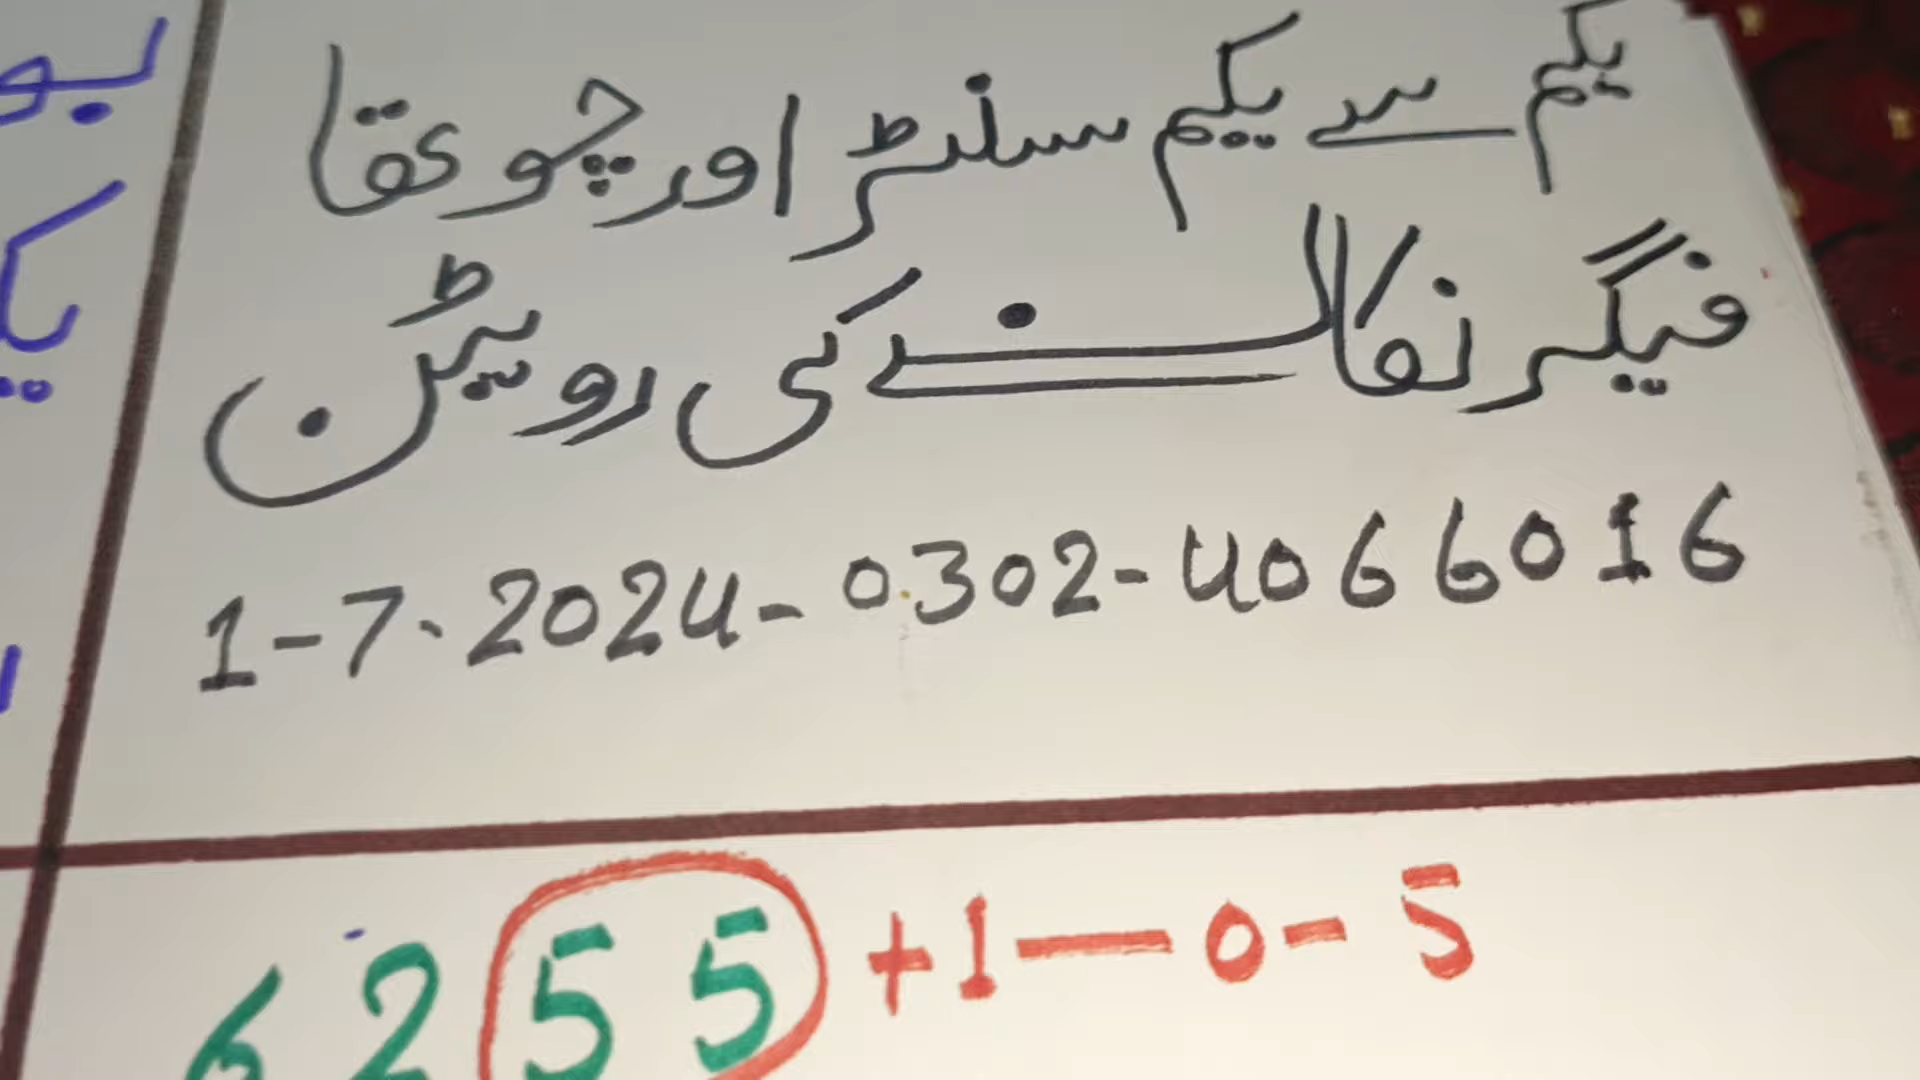 یکم سے یکم سنٹر اور چوتھا
فیگر نکالنے کی روٹین
1-7-2024-0302-4066016
6255+1-0-5